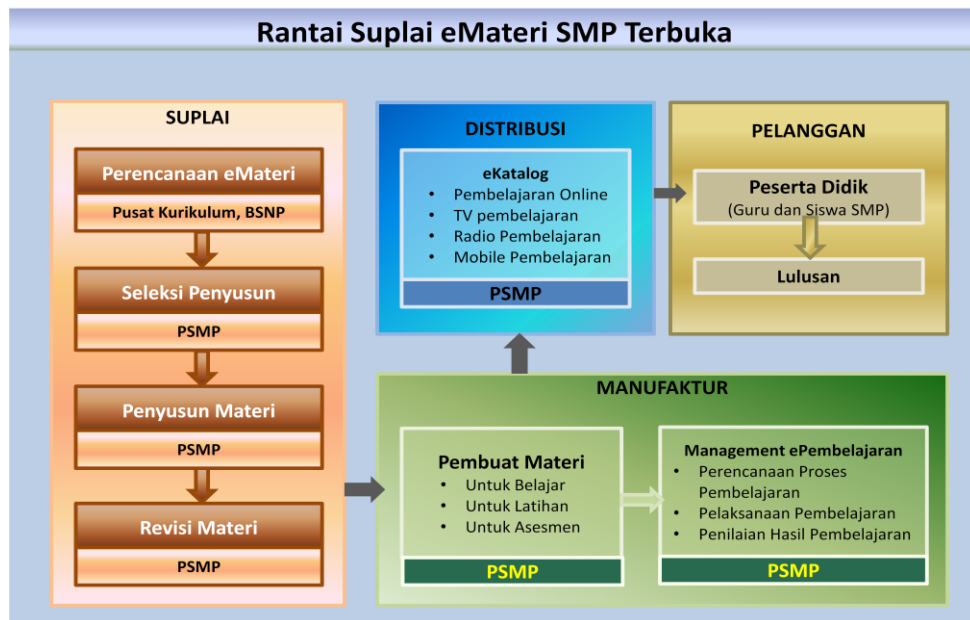 Rantai Suplai eMateri SMP Terbuka
SUPLAI
Perencanaan eMateri
Pusat Kurikulum, BSNP
Seleksi Penyusun
PSMP
Penyusun Materi
PSMP
Revisi Materi
PSMP
DISTRIBUSI
eKatalog
• Pembelajaran Online
• TV pembelajaran
• Radio Pembelajaran
• Mobile Pembelajaran
PSMP
PELANGGAN
Peserta Didik
(Guru dan Siswa SMP)
Lulusan
MANUFAKTUR
Pembuat Materi
• Untuk Belajar
• Untuk Latihan
• Untuk Asesmen
PSMP
Management ePembelajaran
• Perencanaan Proses
Pembelajaran
• Pelaksanaan Pembelajaran
• Penilaian Hasil Pembelajaran
PSMP